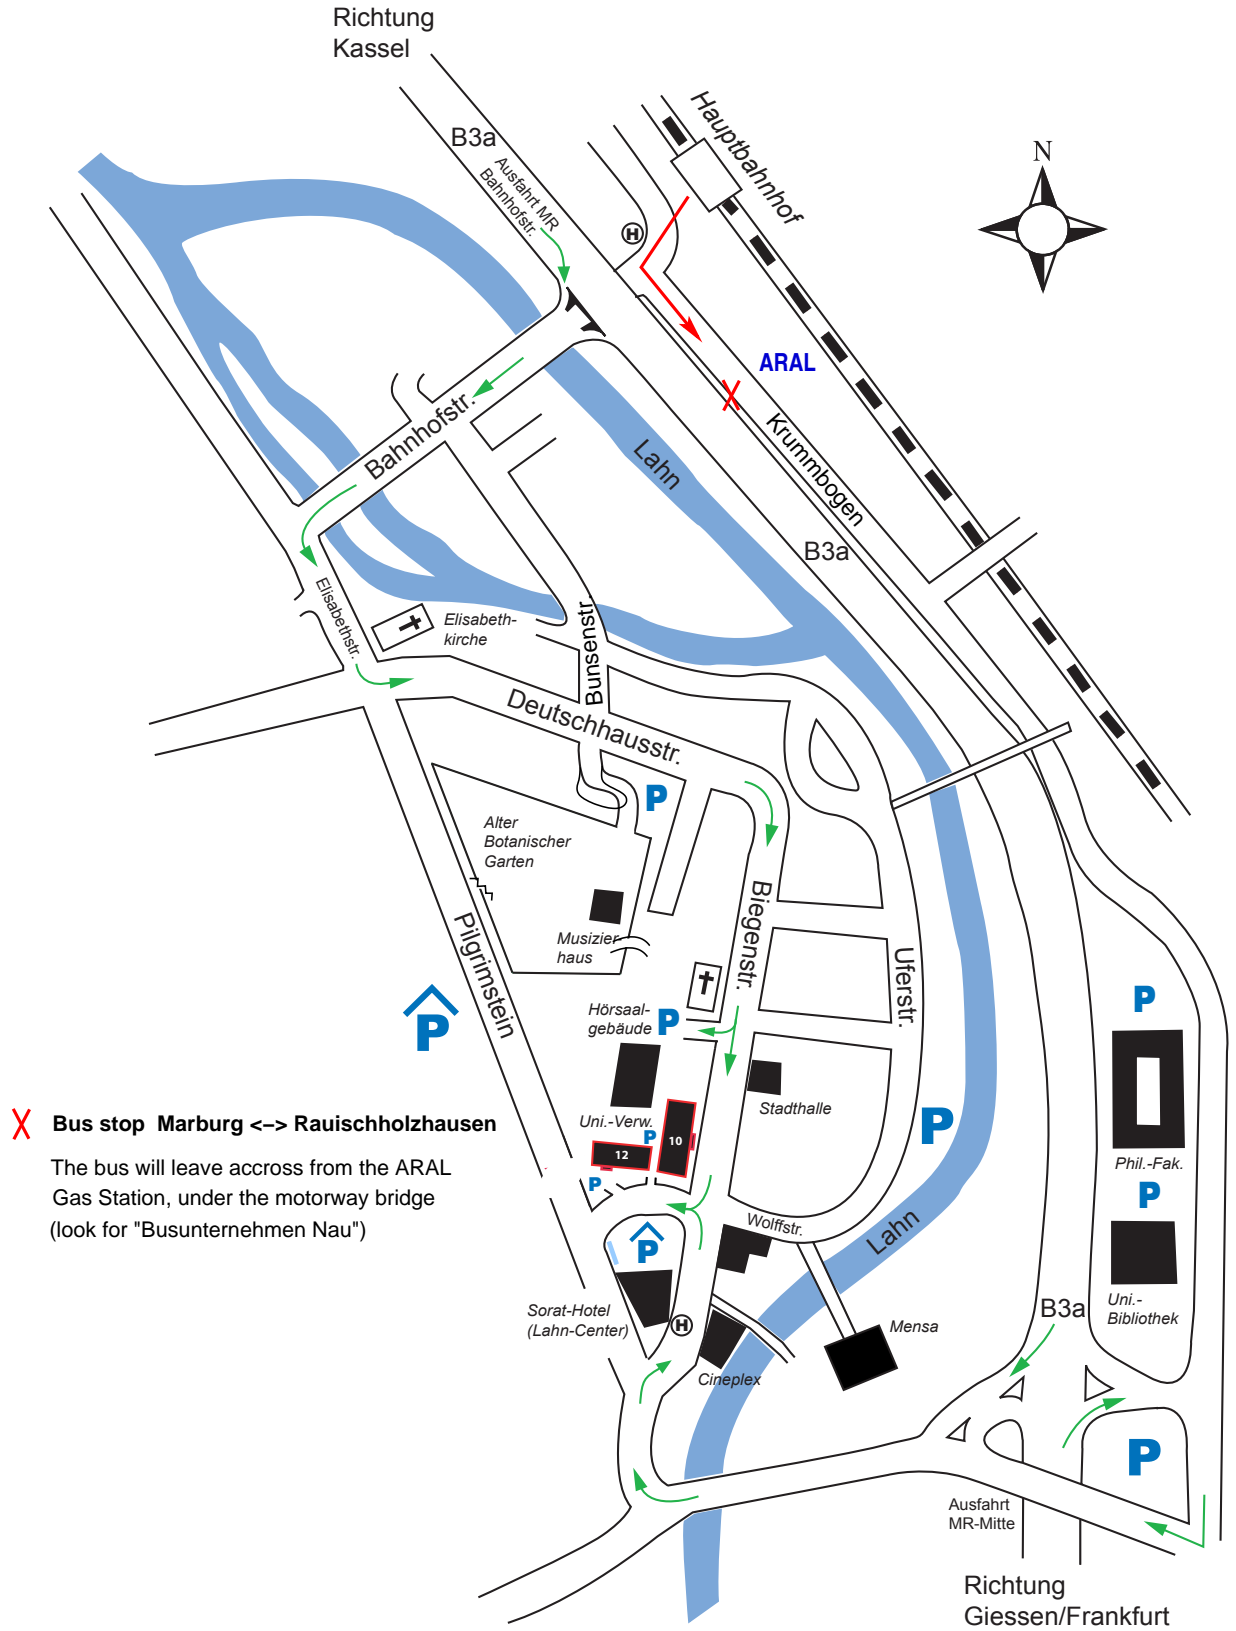 Richtung
Kassel
B3a
Ausfahrt MR
Bahnhofstr.
Hauptbahnhof
N
H
ARAL
Bahnhofstr.
Lahn
Krummbogen
B3a
Elisabethstr.
Elisabeth-
kirche
Bunsenstr.
Deutschhausstr.
P
Alter
Botanischer
Garten
Biegenstr.
Musizier-
haus
Pilgrimstein
Uferstr.
P
P
Hörsaal-
gebäude
P
Stadthalle
P
Uni.-Verw.
P
10
12
P
Phil.-Fak.
P
X Bus stop Marburg <–> Rauischholzhausen
The bus will leave accross from the ARAL
Gas Station, under the motorway bridge
(look for "Busunternehmen Nau")
Wolffstr.
Lahn
P
Sorat-Hotel
(Lahn-Center)
H
Cineplex
Mensa
B3a
Uni.-
Bibliothek
P
Ausfahrt
MR-Mitte
Richtung
Giessen/Frankfurt